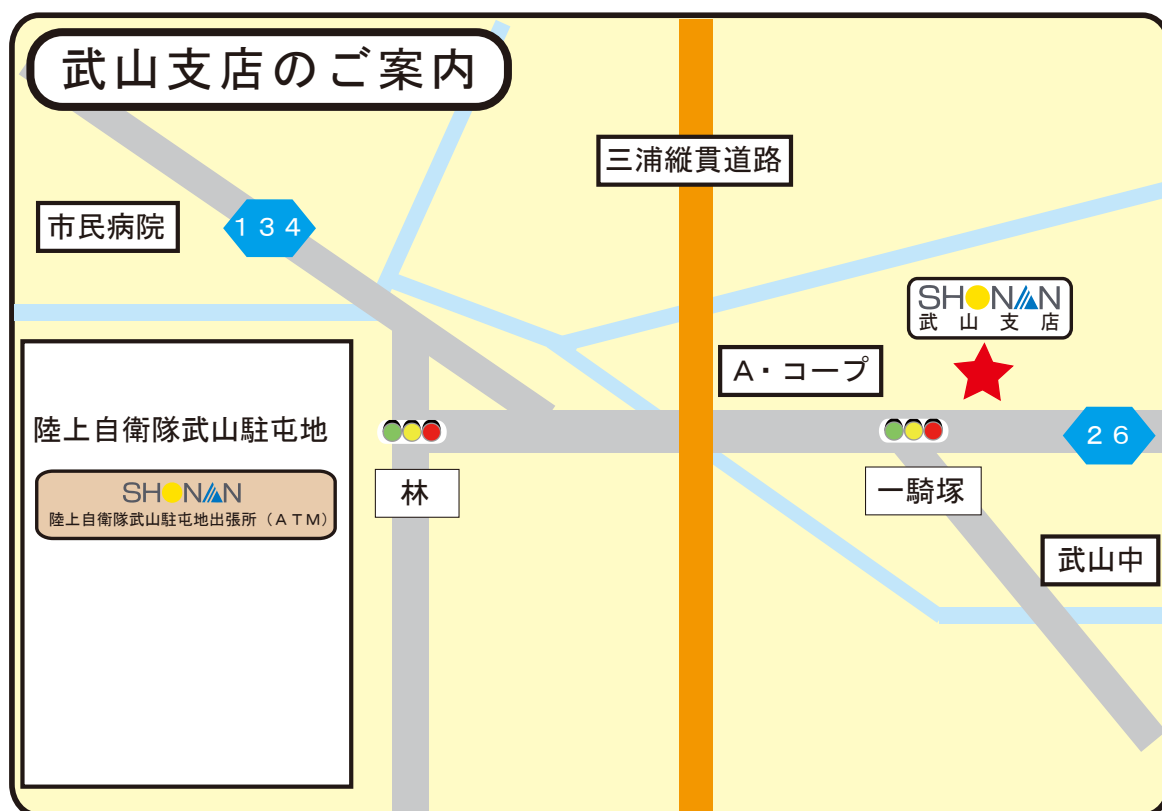 武山支店のご案内
三浦縦貫道路
市民病院
１３４
SHONAN
武山支店
A・コープ
陸上自衛隊武山駐屯地
２６
SHONAN
陸上自衛隊武山駐屯地出張所（ＡＴＭ）
林
一騎塚
武山中